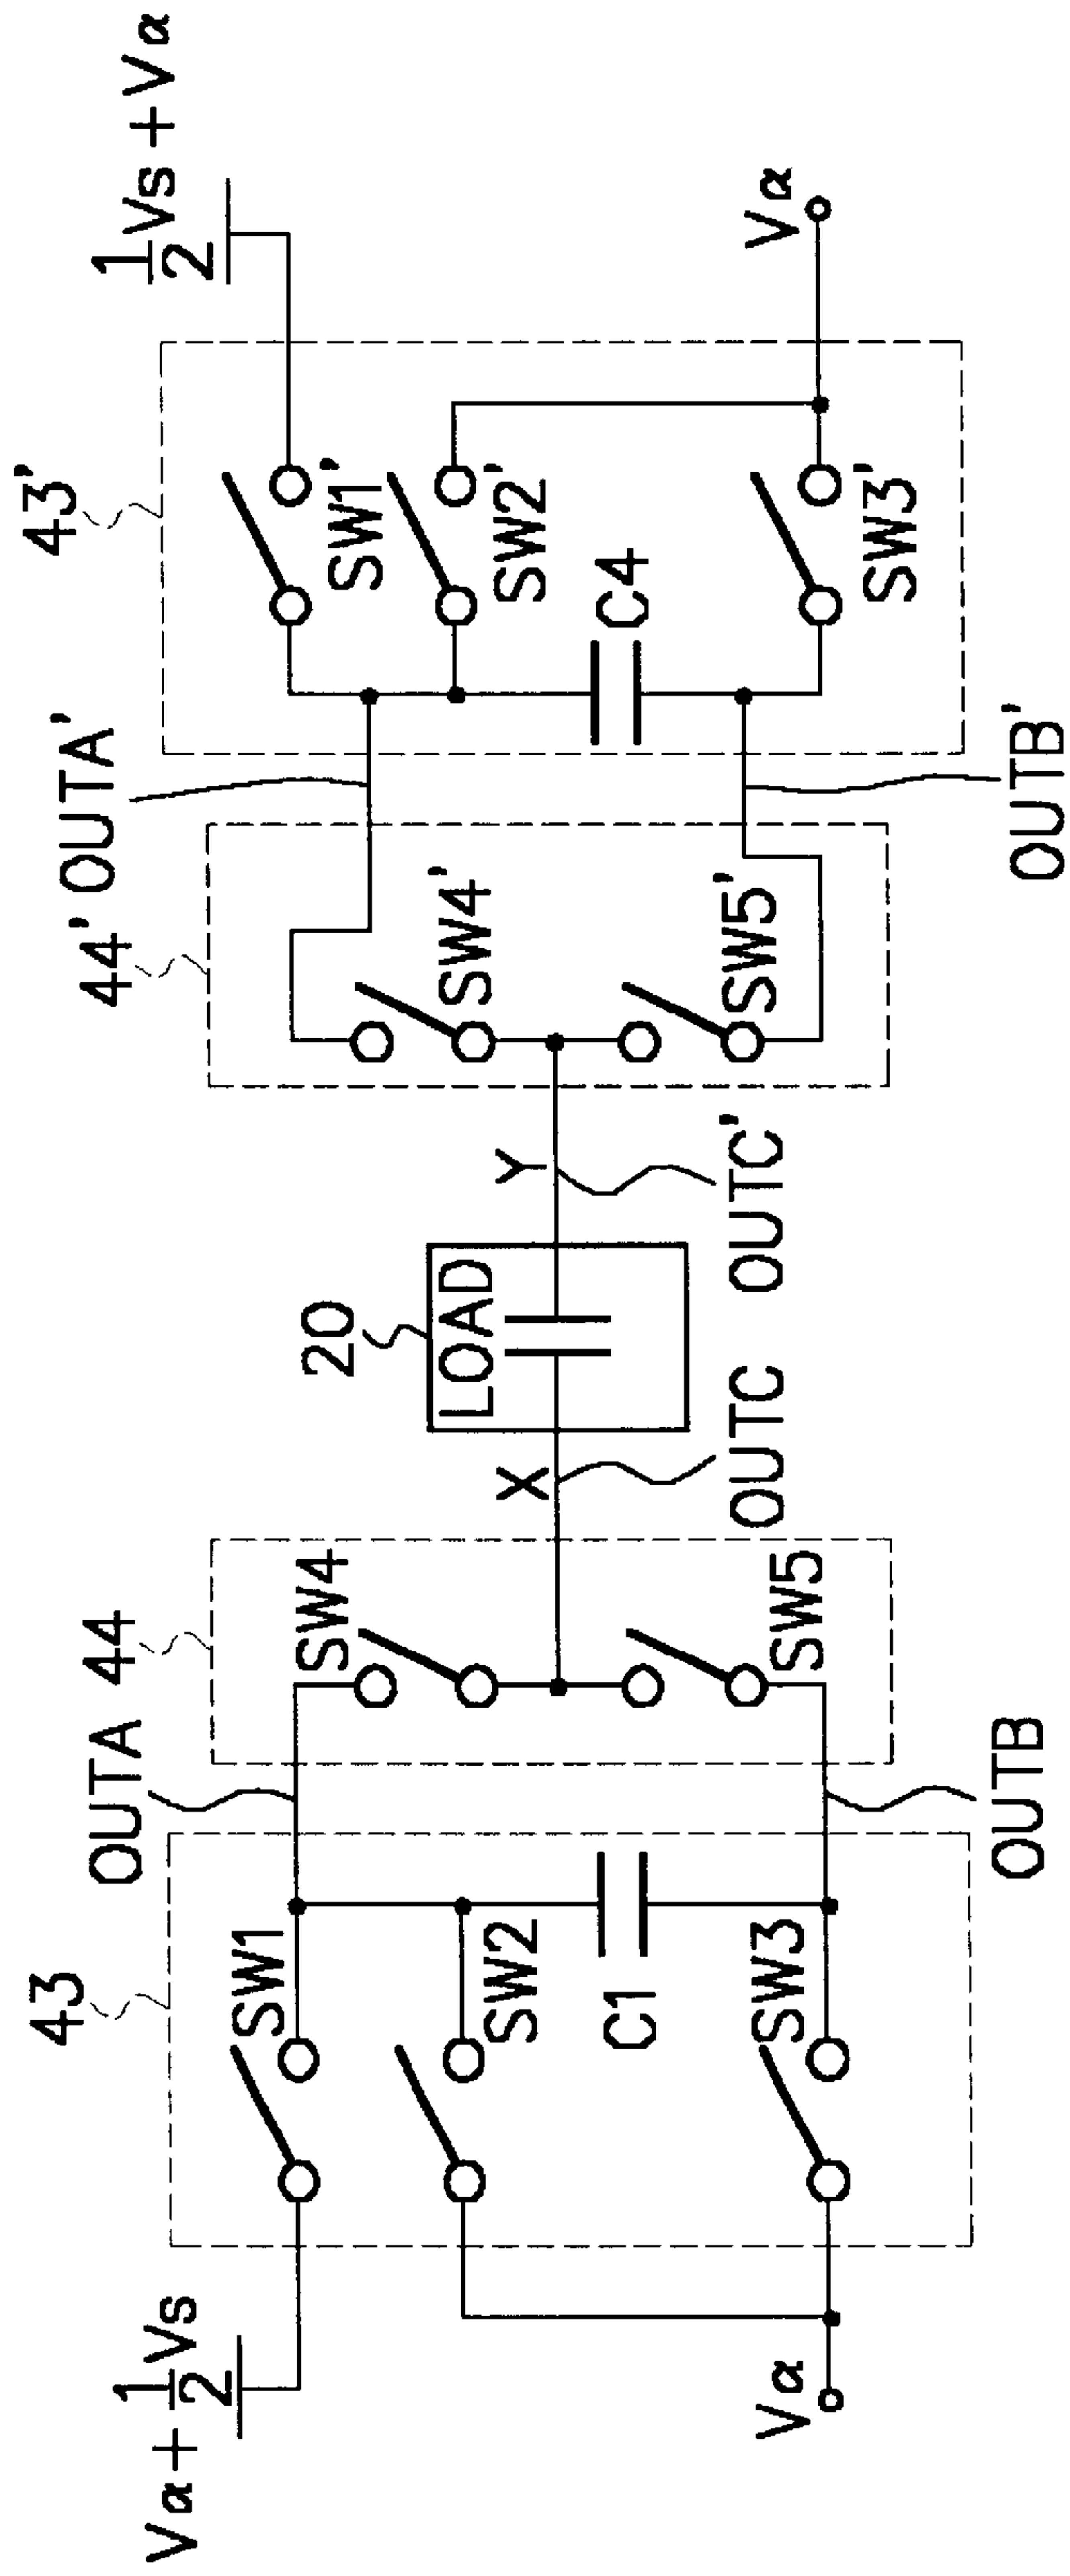 43
44
OUTA
20
44'
OUTA'
43'
Vα+1/2Vs
1/2Vs+Vα
SW1
SW4
LOAD
SW4'
SW1'
SW2
X
Y
SW2'
C1
C4
SW3
SW5
SW5'
SW3'
Vα
Vα
OUTC
OUTC'
OUTB
OUTB'